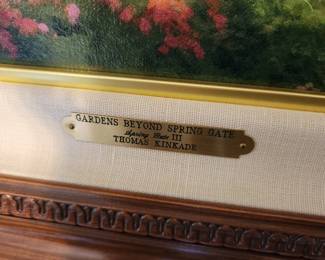 GARDENS BEYOND SPRING GATE
Spring Gate III
THOMAS KINKADE